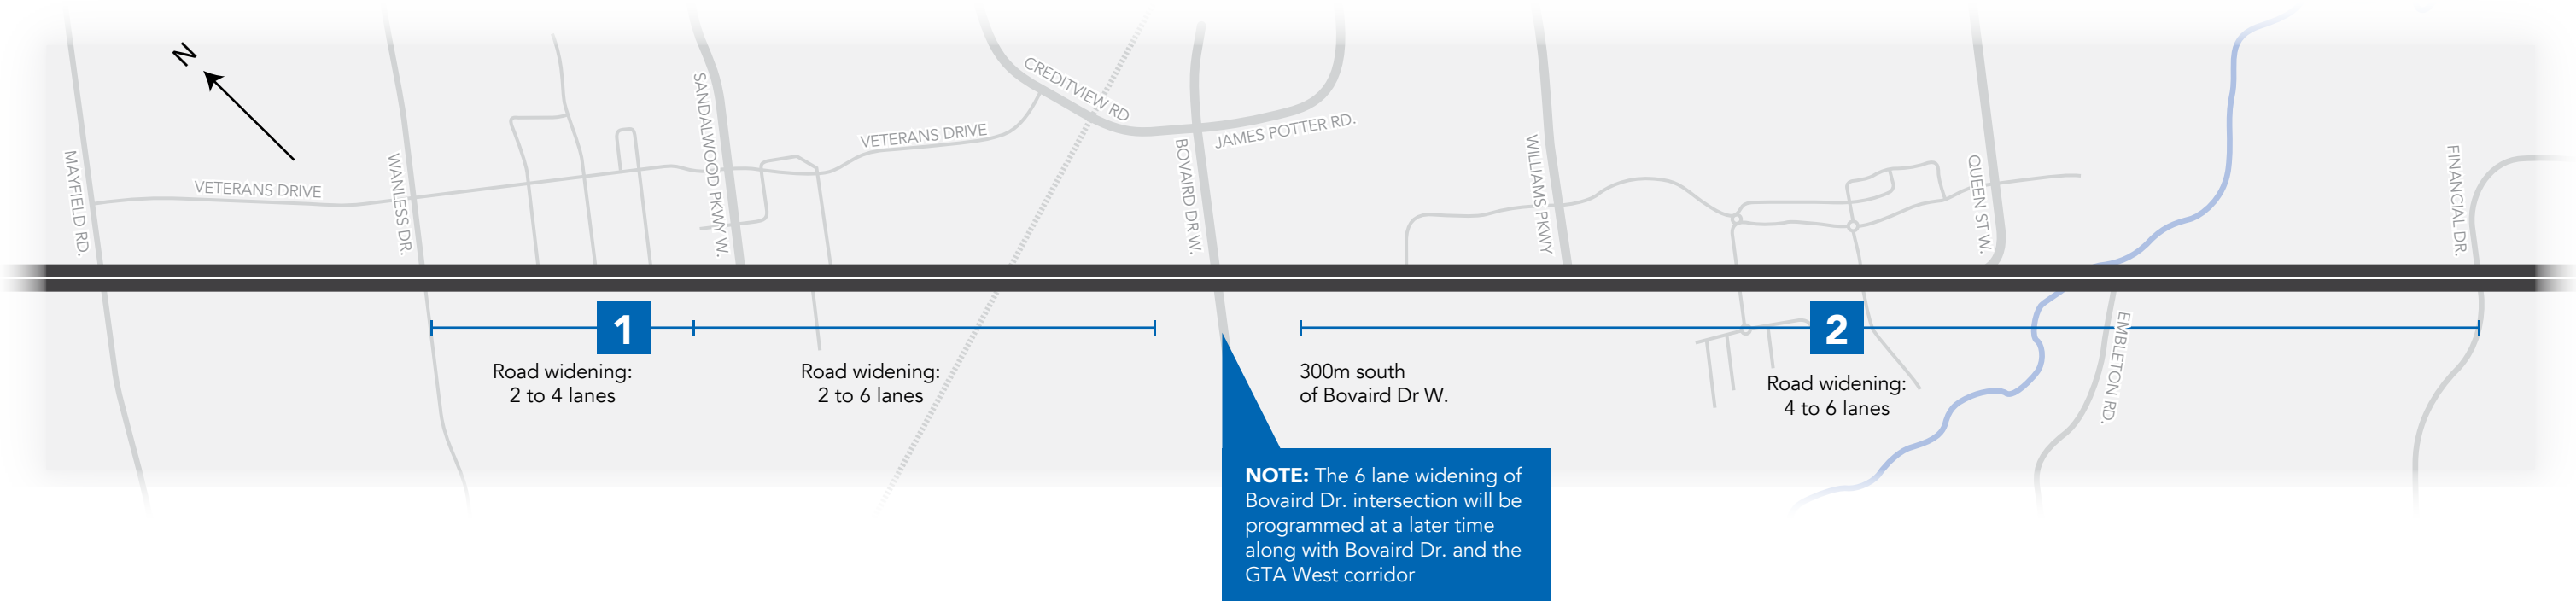 N
MAYFIELD RD.
VETERANS DRIVE
WANLESS DR.
SANDALWOOD PKWY W.
VETERANS DRIVE
CREDITVIEW RD
BOVAIRD DR W.
JAMES POTTER RD.
WILLIAMS PKWY
QUEEN ST W.
FINANCIAL DR.
EMBLETON RD.
1
Road widening:
2 to 4 lanes
Road widening:
2 to 6 lanes
300m south
of Bovaird Dr W.
2
Road widening:
4 to 6 lanes
NOTE: The 6 lane widening of
Bovaird Dr. intersection will be
programmed at a later time
along with Bovaird Dr. and the
GTA West corridor